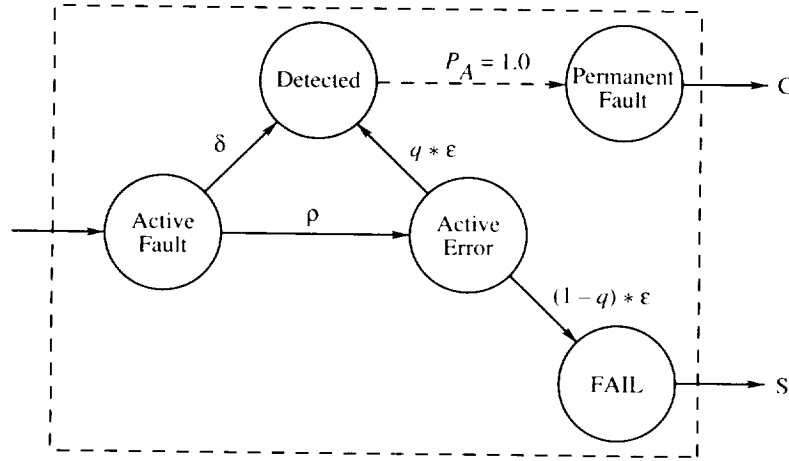 Detected
P_A = 1.0
Permanent
Fault
C
δ
q * ε
Active
Fault
ρ
Active
Error
(1 – q) * ε
FAIL
S